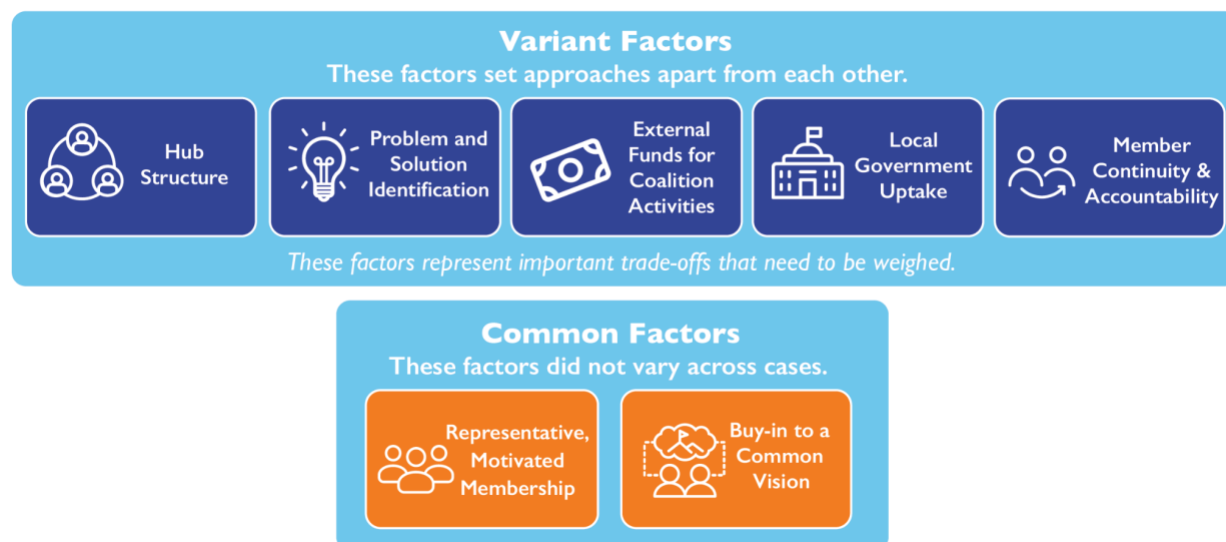 Variant Factors
These factors set approaches apart from each other.
Hub
Structure
Problem and
Solution
Identification
External
Funds for
Coalition
Activities
Local
Government
Uptake
Member
Continuity &
Accountability
These factors represent important trade-offs that need to be weighed.
Common Factors
These factors did not vary across cases.
Representative,
Motivated
Membership
Buy-in to a
Common
Vision